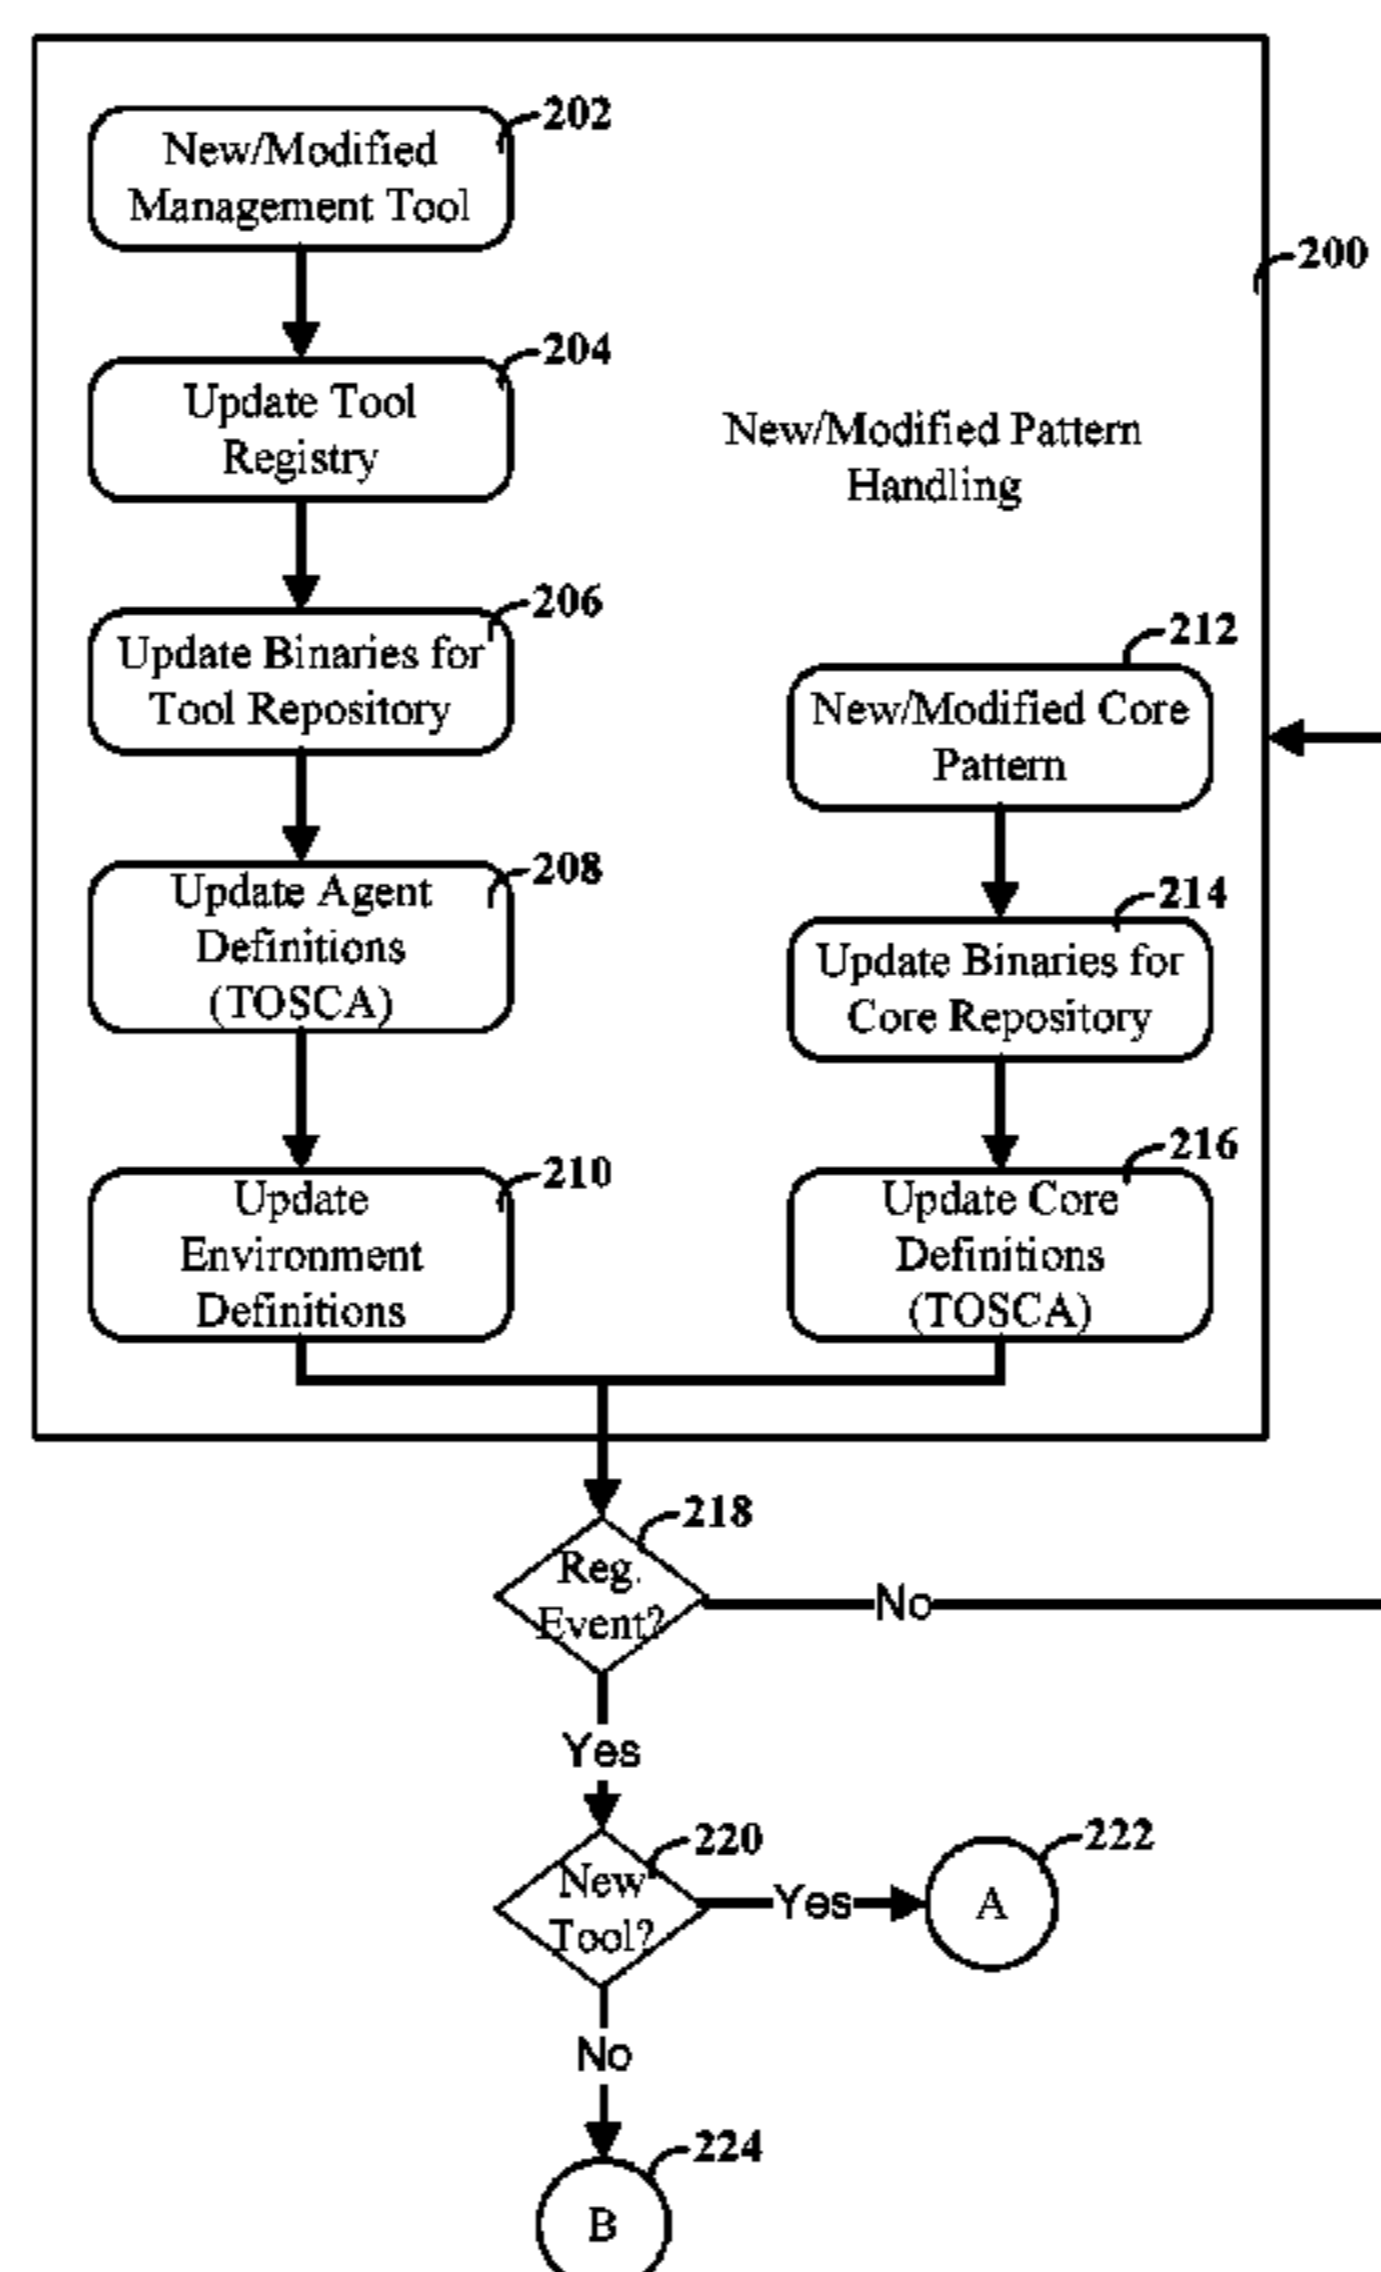 202
New/Modified
Management Tool
200
204
Update Tool
Registry
New/Modified Pattern
Handling
206
Update Binaries for
Tool Repository
212
New/Modified Core
Pattern
208
Update Agent
Definitions
(TOSCA)
214
Update Binaries for
Core Repository
210
Update
Environment
Definitions
216
Update Core
Definitions
(TOSCA)
218
Reg.
Event?
No
Yes
220
New
Tool?
Yes
222
A
No
224
B